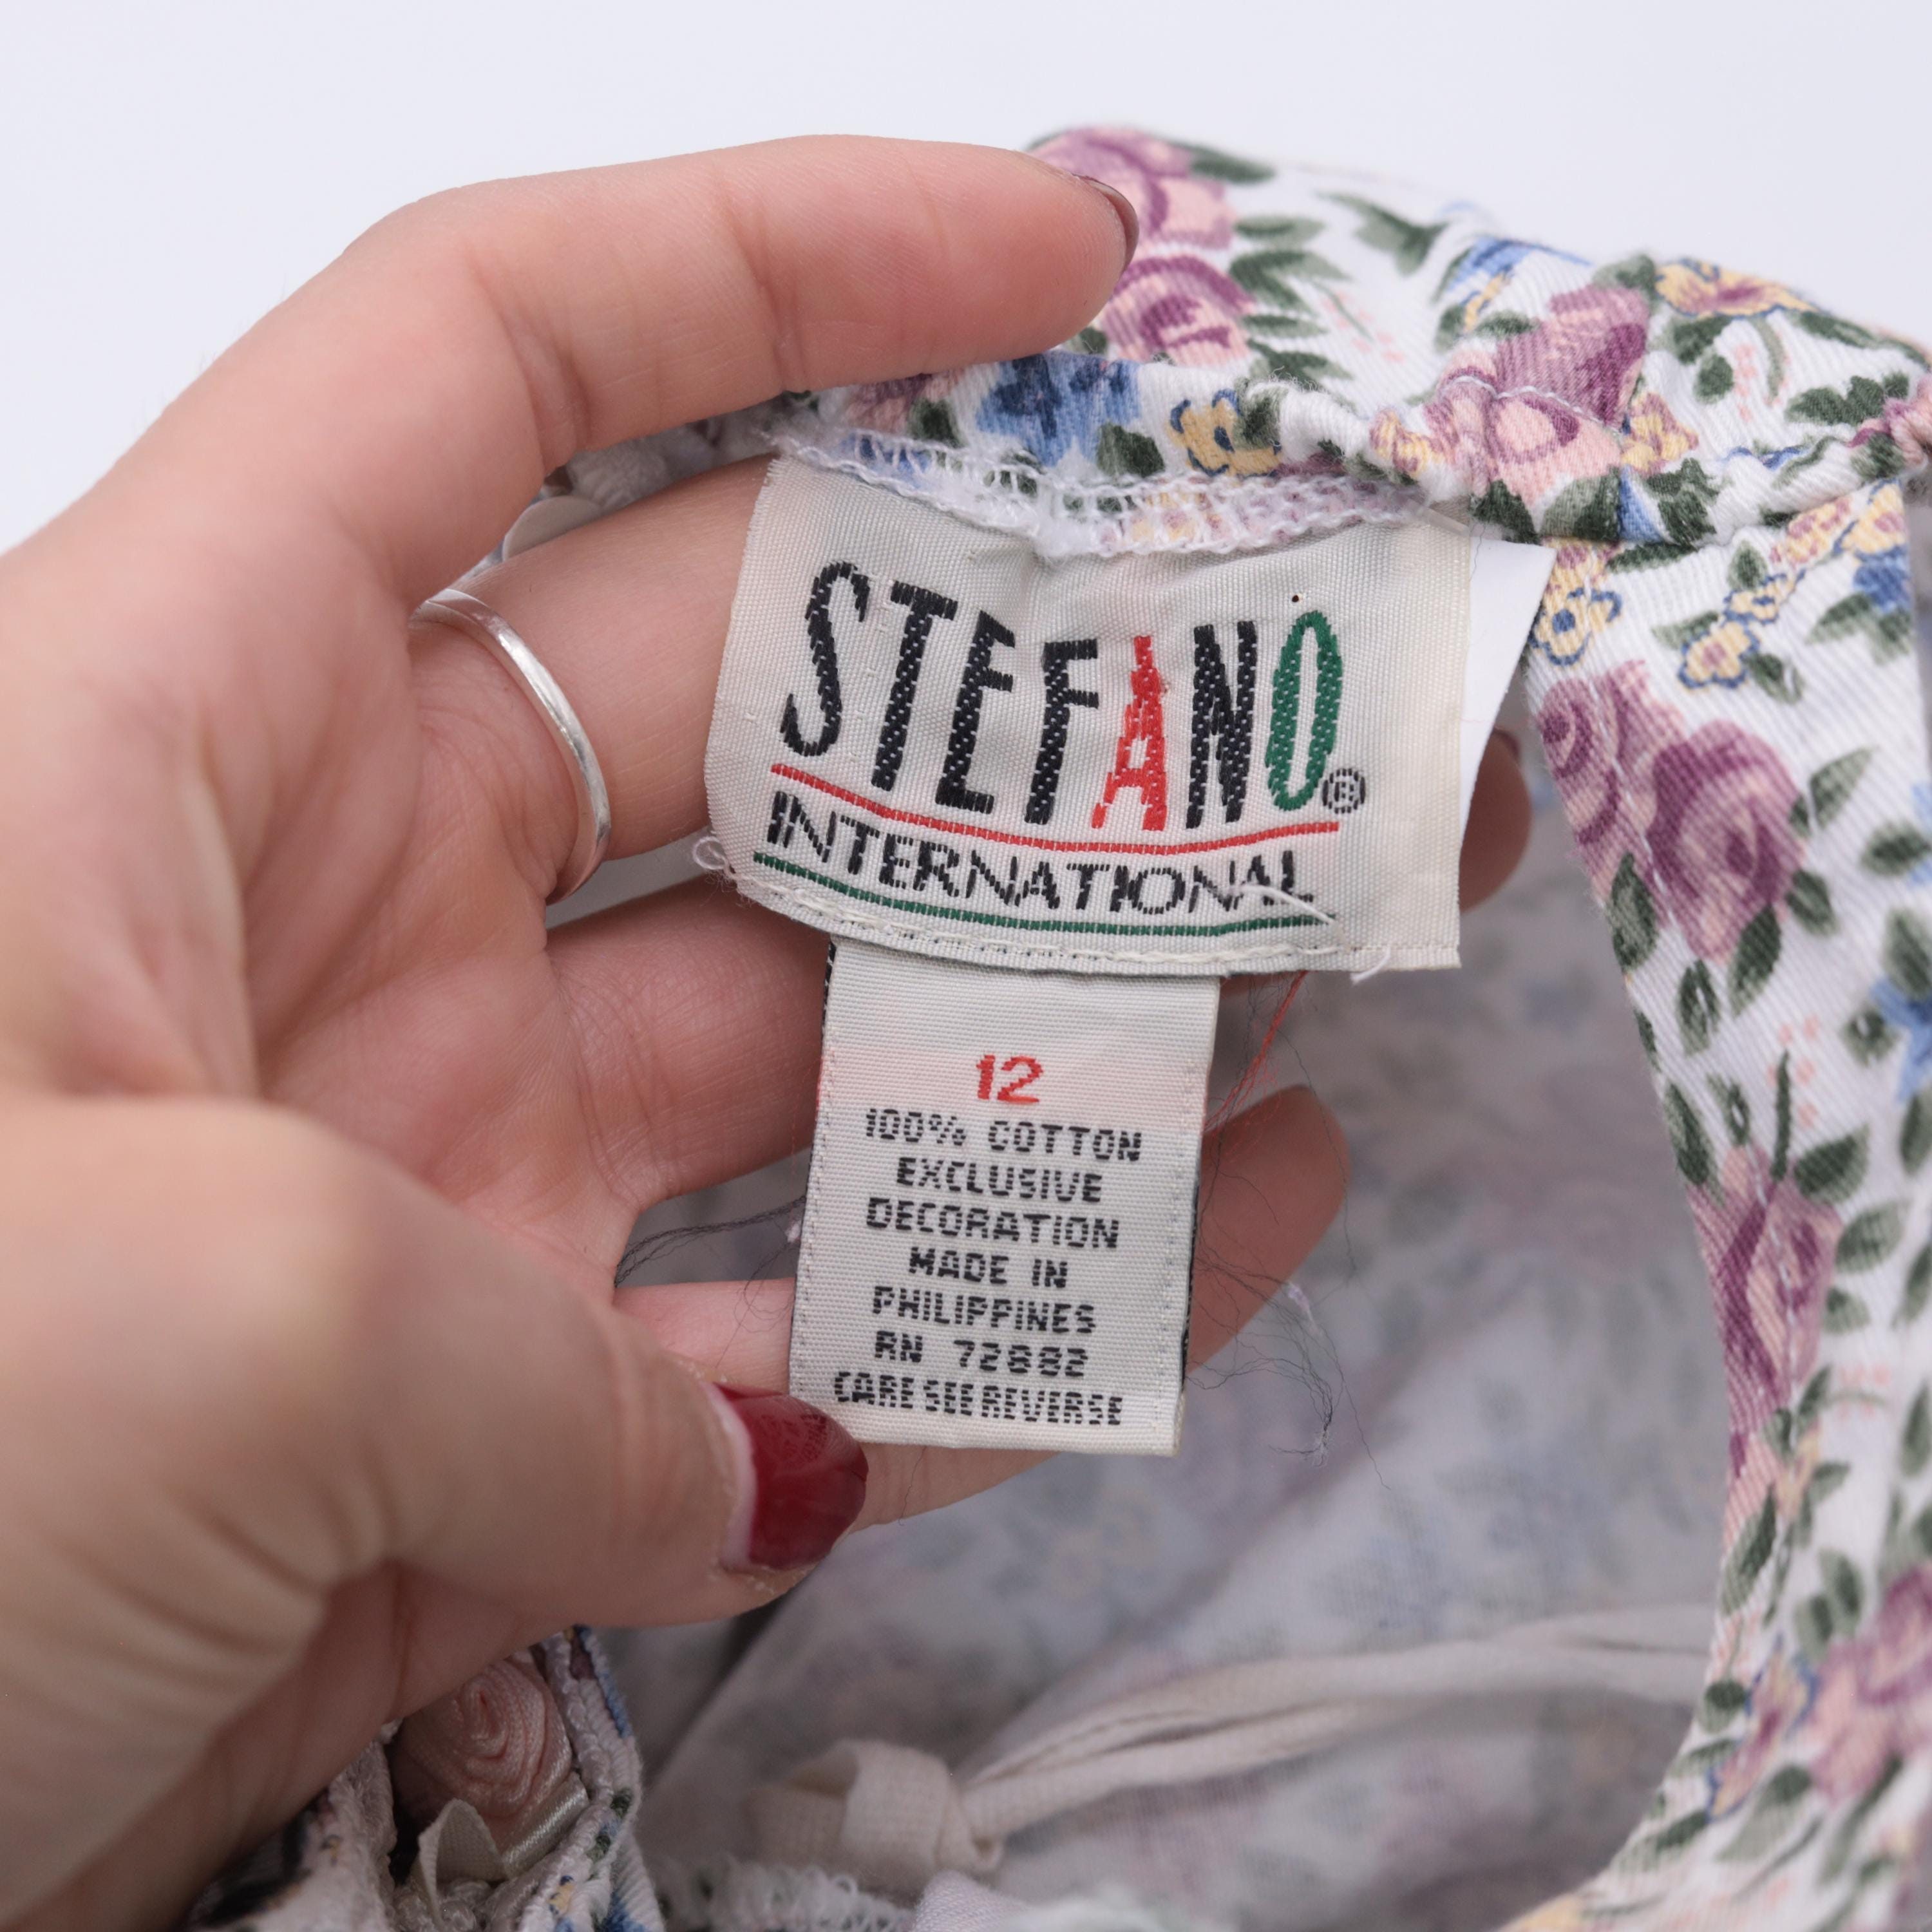 STEFANO®
INTERNATIONAL
12
100% COTTON
EXCLUSIVE
DECORATION
MADE IN
PHILIPPINES
RN 72882
CARE SEE REVERSE